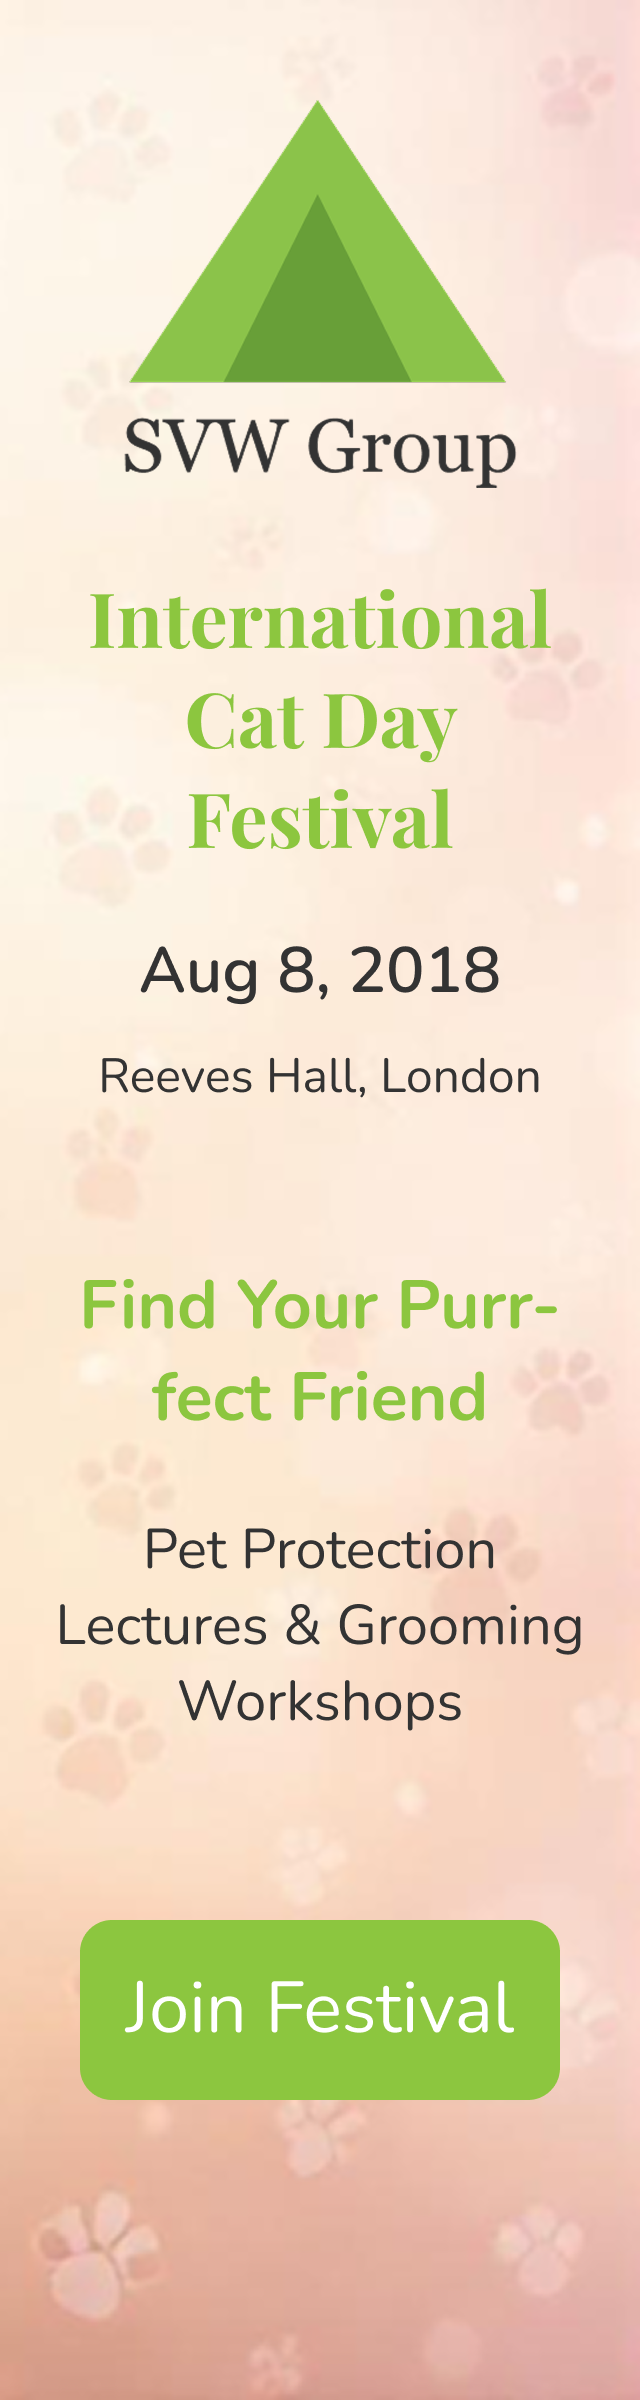 SVW Group
International
Cat Day
Festival
Aug 8, 2018
Reeves Hall, London
Find Your Purr-
fect Friend
Pet Protection
Lectures & Grooming
Workshops
Join Festival